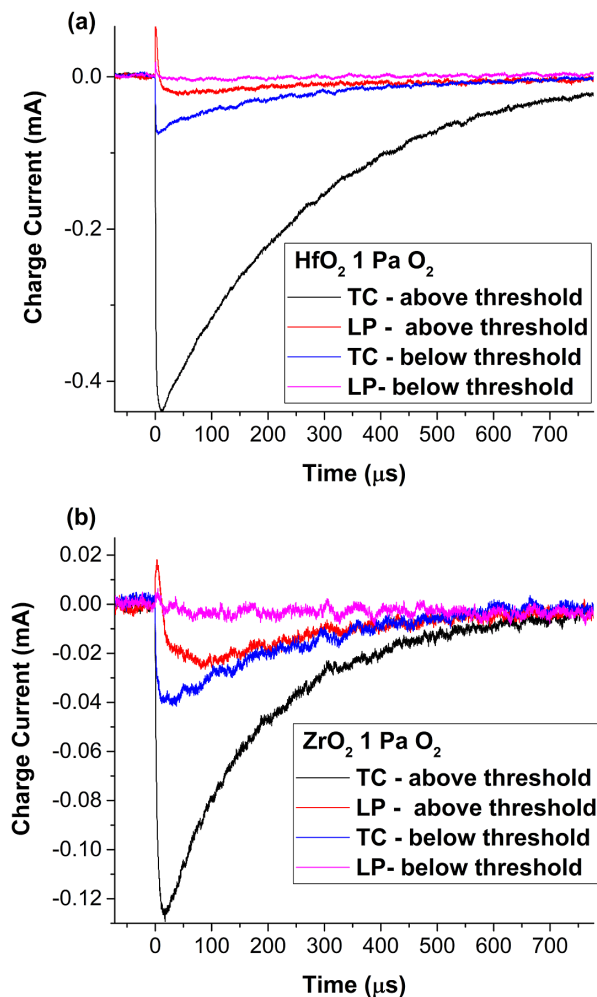 (a)
0.0
-0.2
-0.4
Charge Current (mA)
HfO₂ 1 Pa O₂
TC - above threshold
LP - above threshold
TC - below threshold
LP- below threshold
0 100 200 300 400 500 600 700
Time (μs)
(b)
0.02
0.00
-0.02
-0.04
-0.06
-0.08
-0.10
-0.12
Charge Current (mA)
ZrO₂ 1 Pa O₂
TC - above threshold
LP - above threshold
TC - below threshold
LP- below threshold
0 100 200 300 400 500 600 700
Time (μs)